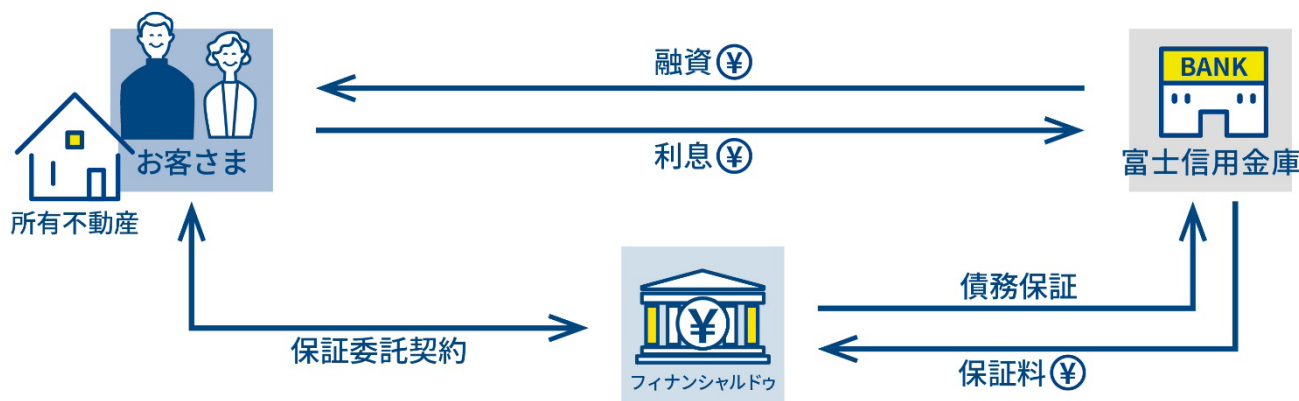 融資¥
BANK
利息¥
お客さま
富士信用金庫
所有不動産
債務保証
¥
保証委託契約
フィナンシャルドゥ
保証料¥